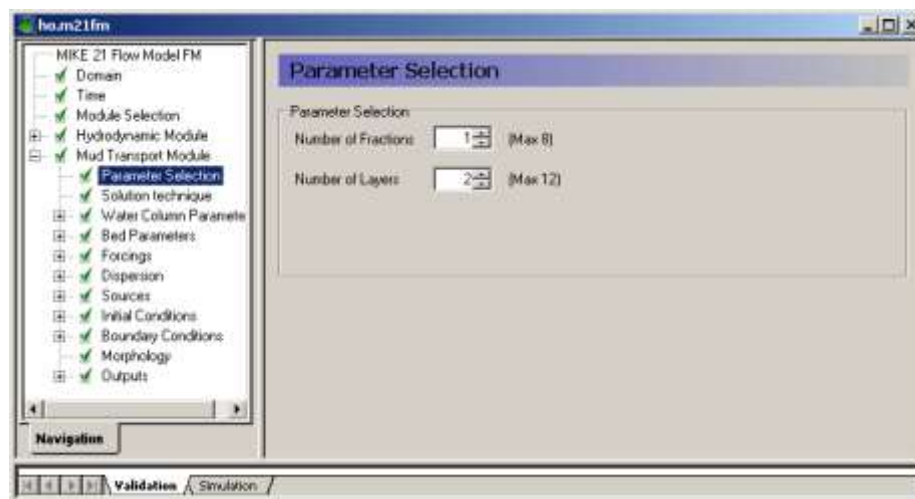 ho.m21fm
MIKE 21 Flow Model FM
Domain
Time
Module Selection
Hydrodynamic Module
Mud Transport Module
Parameter Selection
Solution technique
Water Column Paramete
Bed Parameters
Forcings
Dispersion
Sources
Initial Conditions
Boundary Conditions
Morphology
Outputs
Navigation
Parameter Selection
Parameter Selection
Number of Fractions 1 (Max 8)
Number of Layers 2 (Max 12)
Validation Simulation